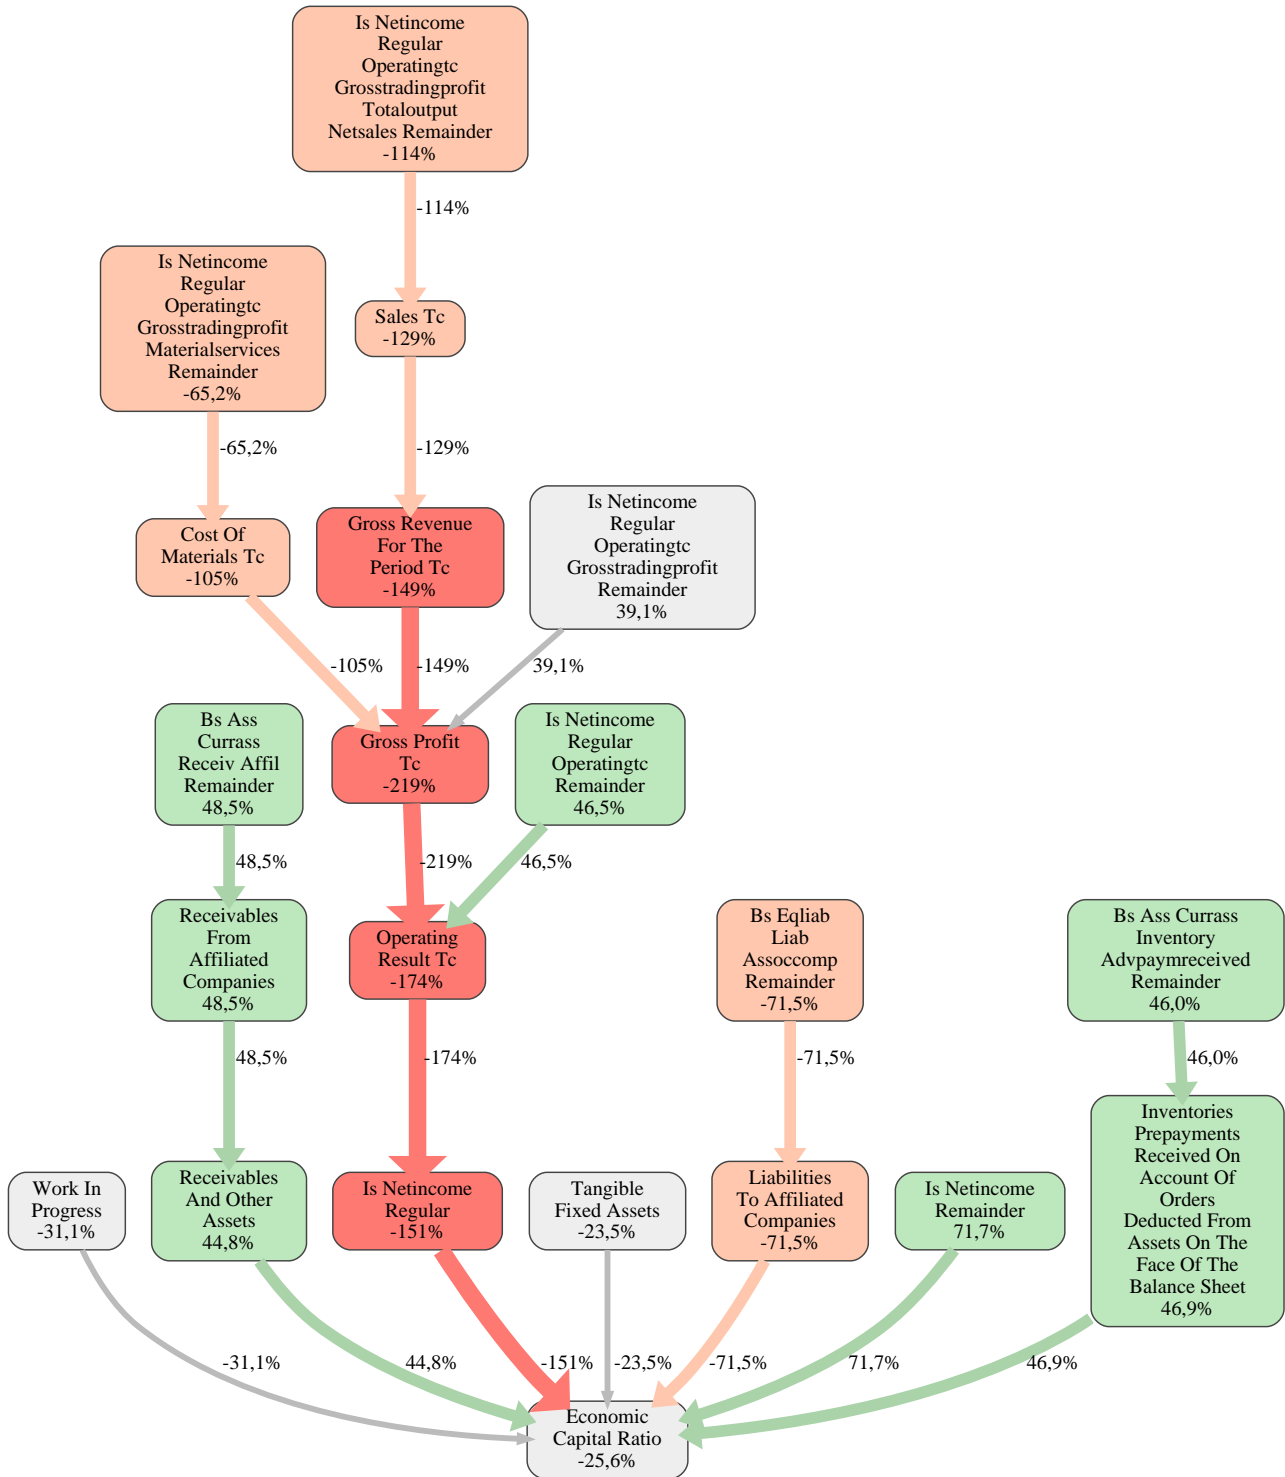 Is Netincome
Regular
Operatingtc
Grosstradingprofit
Totaloutput
Netsales Remainder
-114%
-114%
Is Netincome
Regular
Operatingtc
Grosstradingprofit
Materialservices
Remainder
-65,2%
Sales Tc
-129%
-65,2%
-129%
Is Netincome
Regular
Operatingtc
Grosstradingprofit
Remainder
39,1%
Cost Of
Materials Tc
-105%
Gross Revenue
For The
Period Tc
-149%
-105%
-149%
39,1%
Bs Ass
Currass
Receiv Affil
Remainder
48,5%
Gross Profit
Tc
-219%
Is Netincome
Regular
Operatingtc
Remainder
46,5%
48,5%
-219%
46,5%
Receivables
From
Affiliated
Companies
48,5%
Operating
Result Tc
-174%
Bs Eqliab
Liab
Assoccomp
Remainder
-71,5%
Bs Ass Currass
Inventory
Advpaymreceived
Remainder
46,0%
48,5%
-174%
-71,5%
46,0%
Work In
Progress
-31,1%
Receivables
And Other
Assets
44,8%
Is Netincome
Regular
-151%
Tangible
Fixed Assets
-23,5%
Liabilities
To Affiliated
Companies
-71,5%
Is Netincome
Remainder
71,7%
Inventories
Prepayments
Received On
Account Of
Orders
Deducted From
Assets On The
Face Of The
Balance Sheet
46,9%
-31,1%
44,8%
-151%
-23,5%
-71,5%
71,7%
46,9%
Economic
Capital Ratio
-25,6%